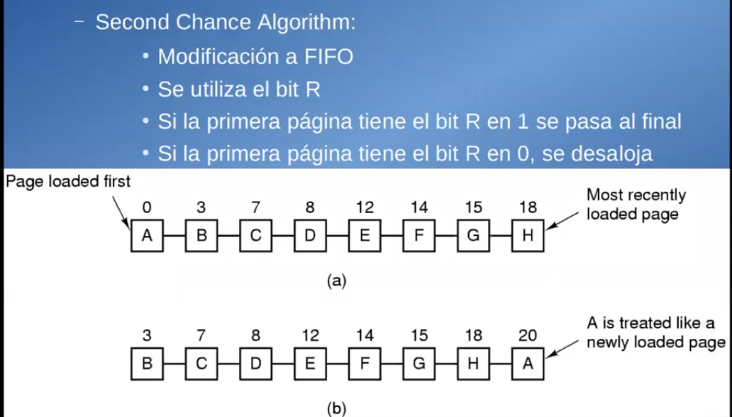 – Second Chance Algorithm:
• Modificación a FIFO
• Se utiliza el bit R
• Si la primera página tiene el bit R en 1 se pasa al final
• Si la primera página tiene el bit R en 0, se desaloja
Page loaded first
0 3 7 8 12 14 15 18
A B C D E F G H
Most recently
loaded page
(a)
3 7 8 12 14 15 18 20
B C D E F G H A
A is treated like a
newly loaded page
(b)